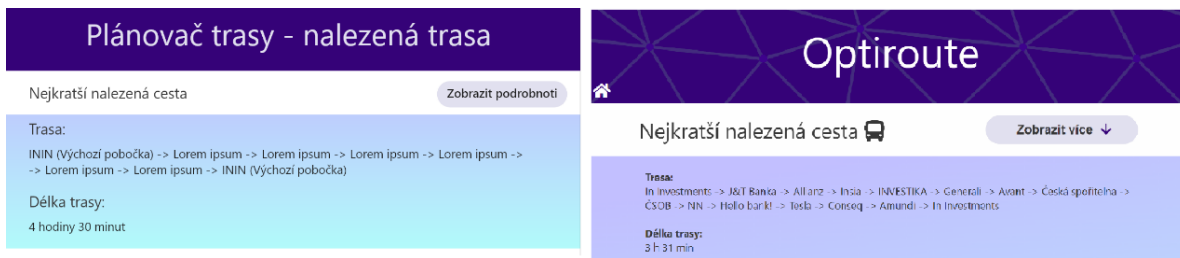 Plánovač trasy - nalezená trasa
Nejkratší nalezená cesta
Zobrazit podrobnoti
Trasa:
ININ (Výchozí pobočka) -> Lorem ipsum -> Lorem ipsum -> Lorem ipsum -> Lorem ipsum ->
-> Lorem ipsum -> Lorem ipsum -> ININ (Výchozí pobočka)
Délka trasy:
4 hodiny 30 minut
Optiroute
Nejkratší nalezená cesta
Zobrazit více ↓
Trasa:
In Investments -> J&T Banka -> Allianz -> Insia -> INVESTIKA -> Generali -> Avant -> Česká spořitelna ->
ČSOB -> NN -> Hello bank! -> Tesla -> Conseq -> Amundi -> In Investments
Délka trasy:
3 h 31 min